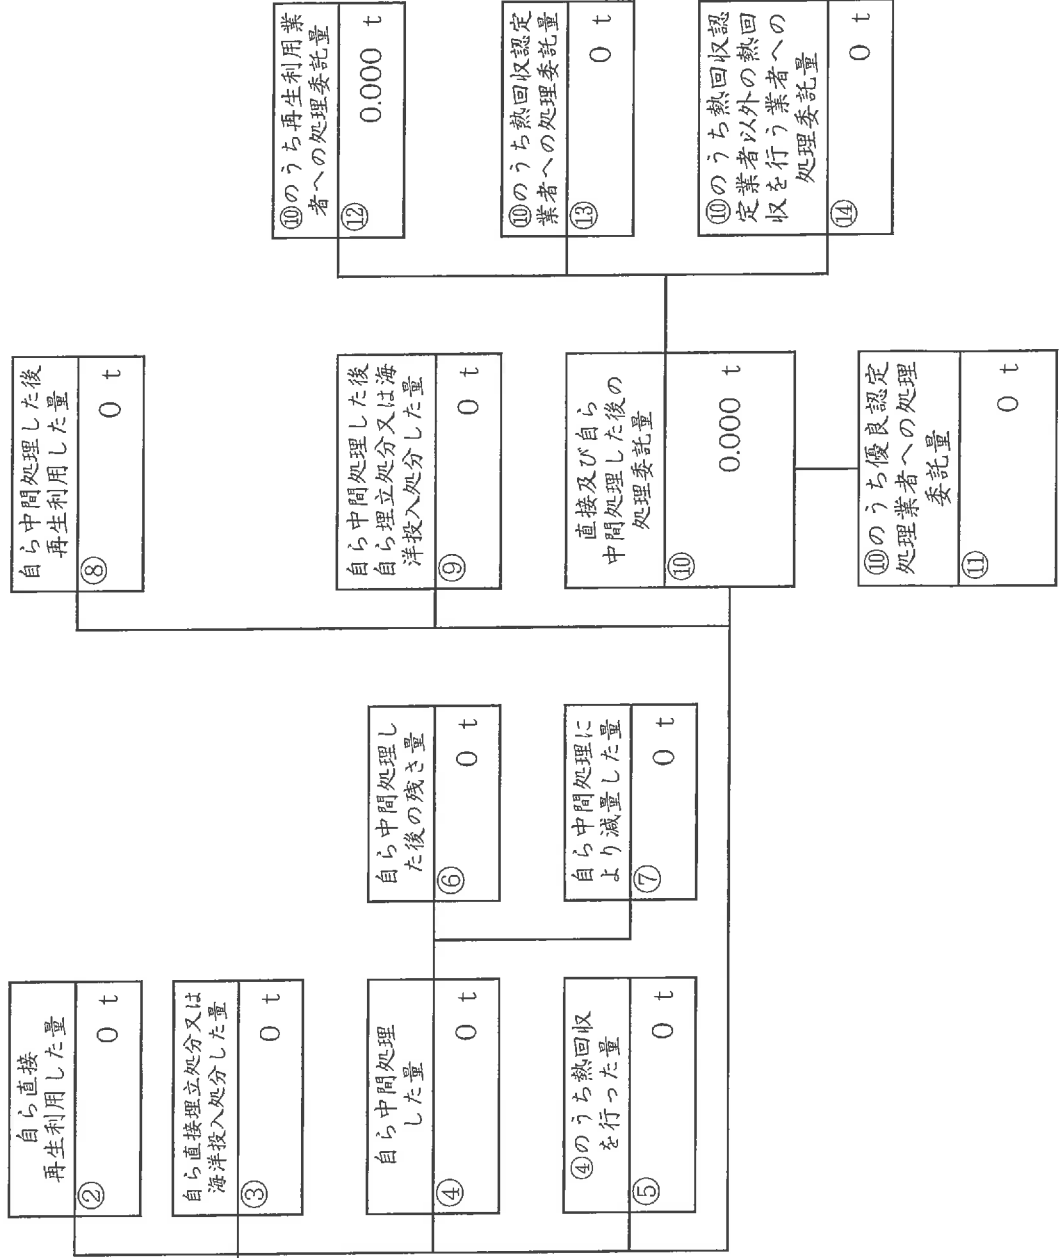 自ら直接
再生利用した量
②
0 t
自ら直接埋立処分又は
海洋投入処分した量
③
0 t
自ら中間処理
した量
④
0 t
④のうち熱回収
を行った量
⑤
0 t
自ら中間処理し
た後の残さ量
⑥
0 t
自ら中間処理に
より減量した量
⑦
0 t
自ら中間処理した後
再生利用した量
⑧
0 t
自ら中間処理した後
自ら埋立処分又は海
洋投入処分した量
⑨
0 t
直接及び自ら
中間処理した後の
処理委託量
⑩
0.000 t
⑩のうち優良認定
処理業者への処理
委託量
⑪
0 t
⑩のうち再生利用業
者への処理委託量
⑫
0.000 t
⑩のうち熱回収認定
業者への処理委託量
⑬
0 t
⑩のうち熱回収認
定業者以外の熱回
収を行う業者への
処理委託量
⑭
0 t